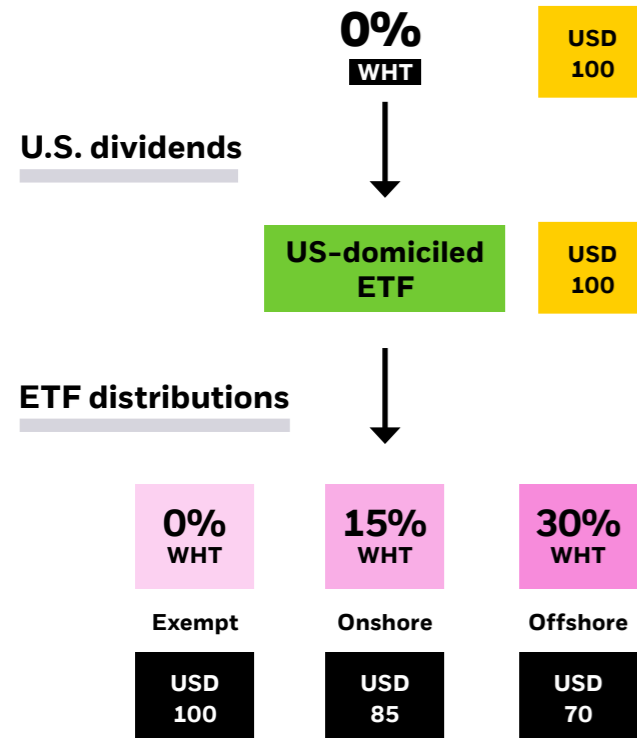 0%
WHT
USD
100
U.S. dividends
US-domiciled
ETF
USD
100
ETF distributions
0%
WHT
15%
WHT
30%
WHT
Exempt
Onshore
Offshore
USD
100
USD
85
USD
70